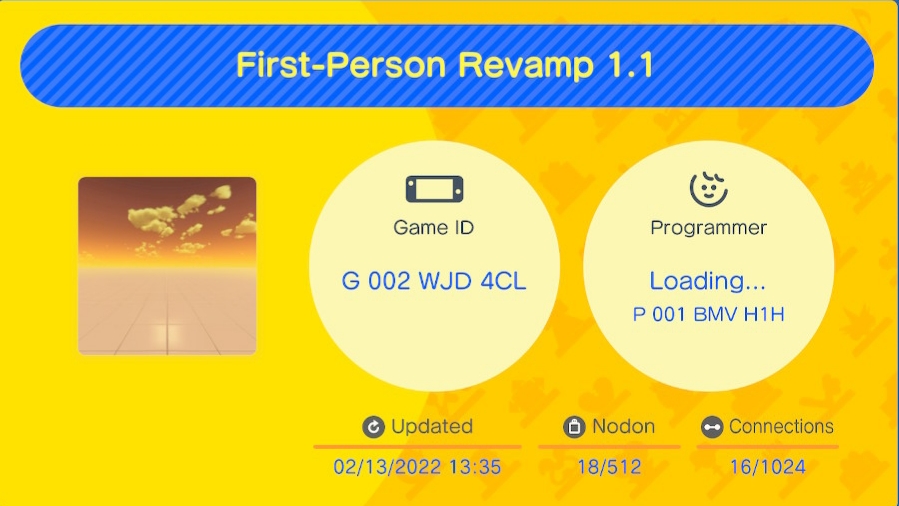 First-Person Revamp 1.1
Game ID
G 002 WJD 4CL
Programmer
Loading...
P 001 BMV H1H
Updated
02/13/2022 13:35
Nodon
18/512
Connections
16/1024